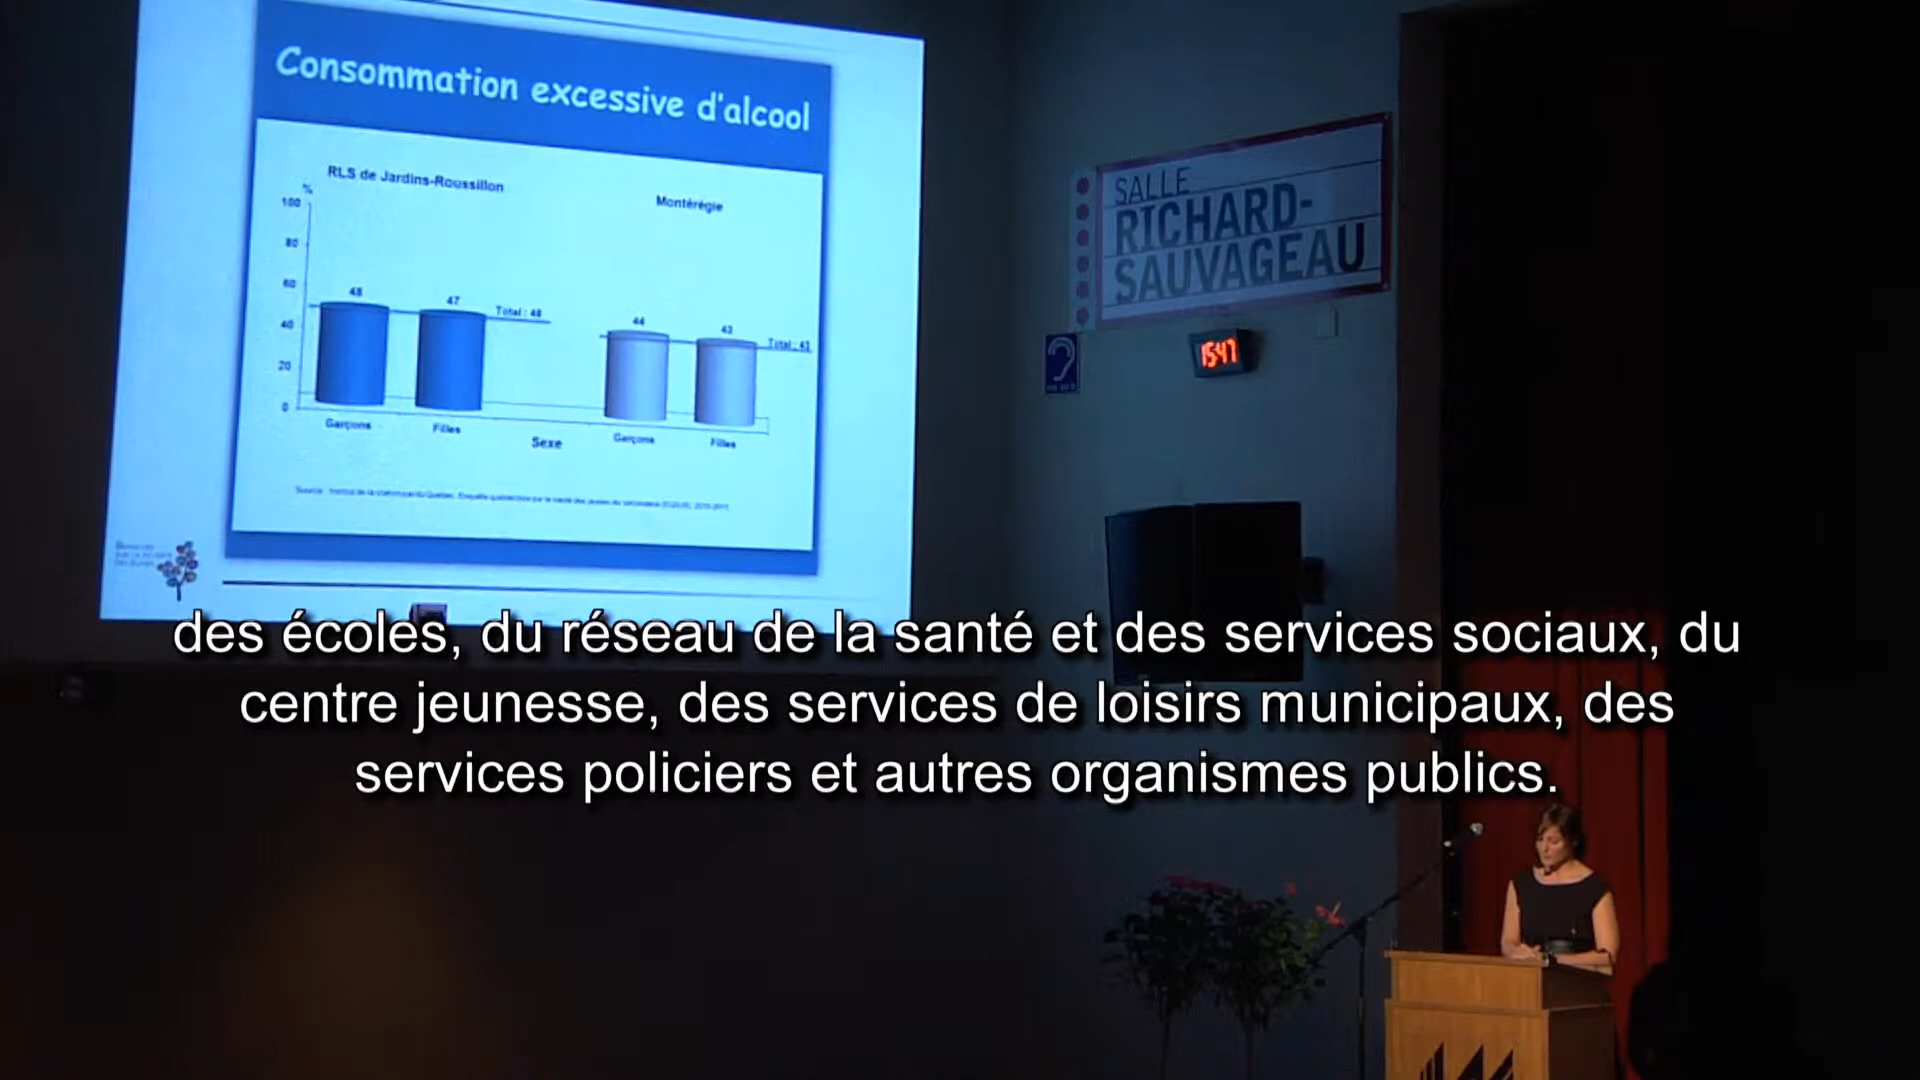 Consommation excessive d'alcool
RLS de Jardins-Roussillon
Montérégie
%
100
80
60
40
20
0
48
47
Total : 48
44
43
Total : 43
Garçons
Filles
Sexe
Garçons
Filles
SALLE
RICHARD-
SAUVAGEAU
15:47
des écoles, du réseau de la santé et des services sociaux, du
centre jeunesse, des services de loisirs municipaux, des
services policiers et autres organismes publics.